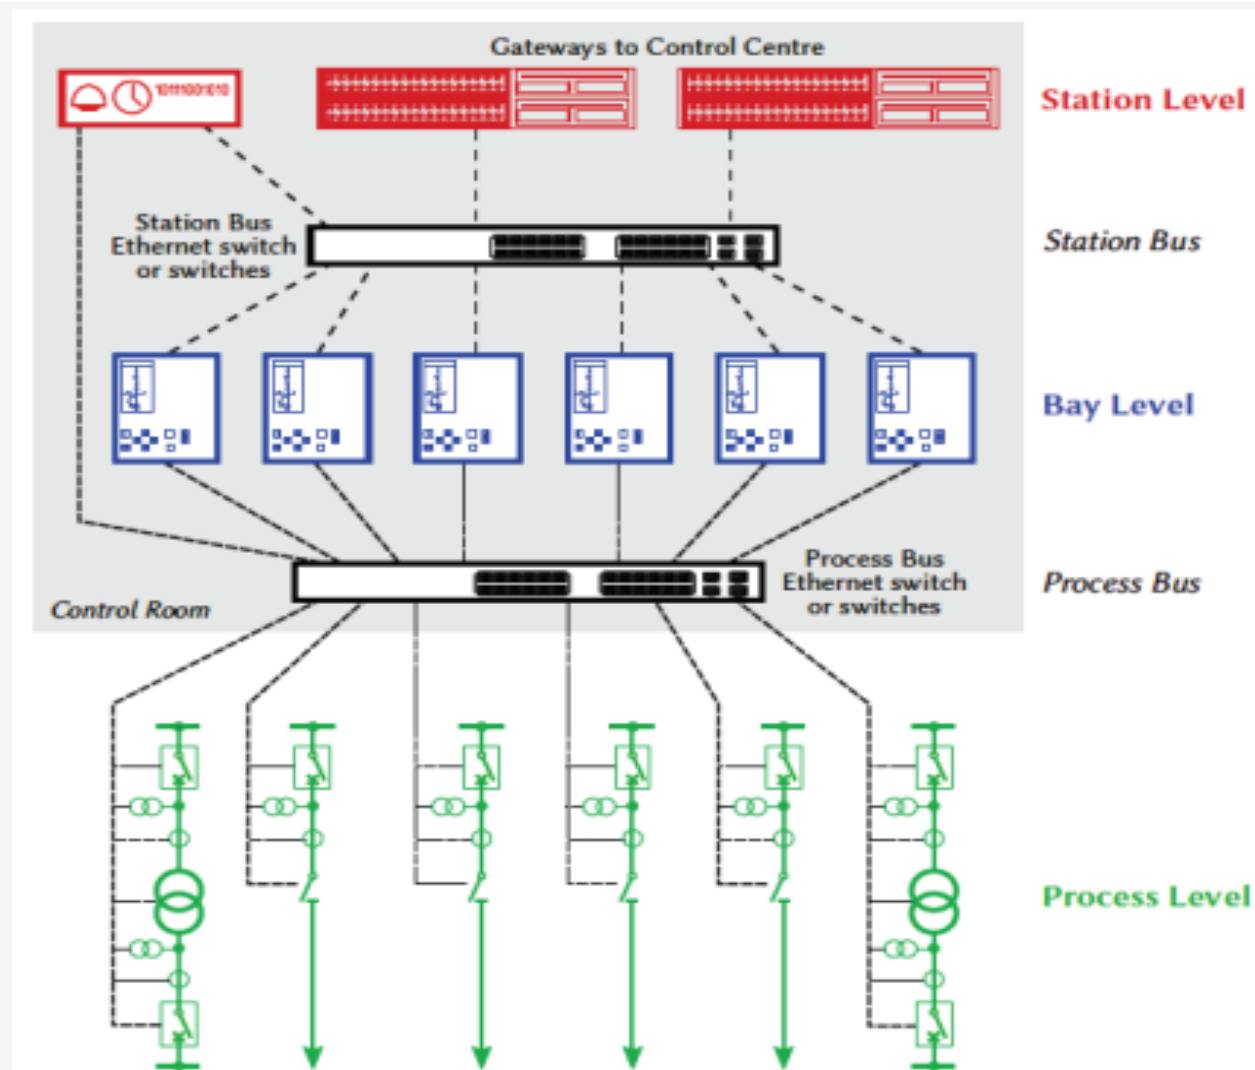 Gateways to Control Centre
10111001010
Station Level
Station Bus
Ethernet switch
or switches
Station Bus
Bay Level
Process Bus
Ethernet switch
or switches
Process Bus
Control Room
Process Level